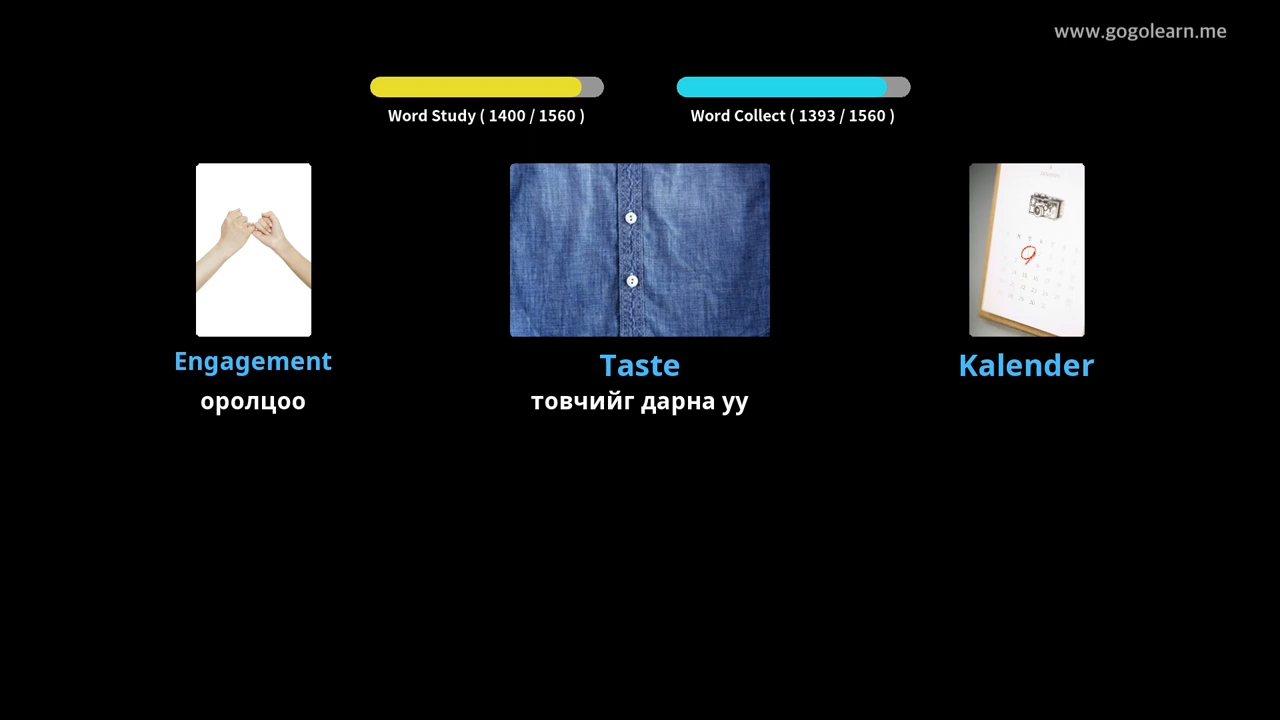 www.gogolearn.me
Word Study ( 1400 / 1560 )
Word Collect ( 1393 / 1560 )
Engagement
оролцоо
Taste
товчийг дарна уу
Kalender